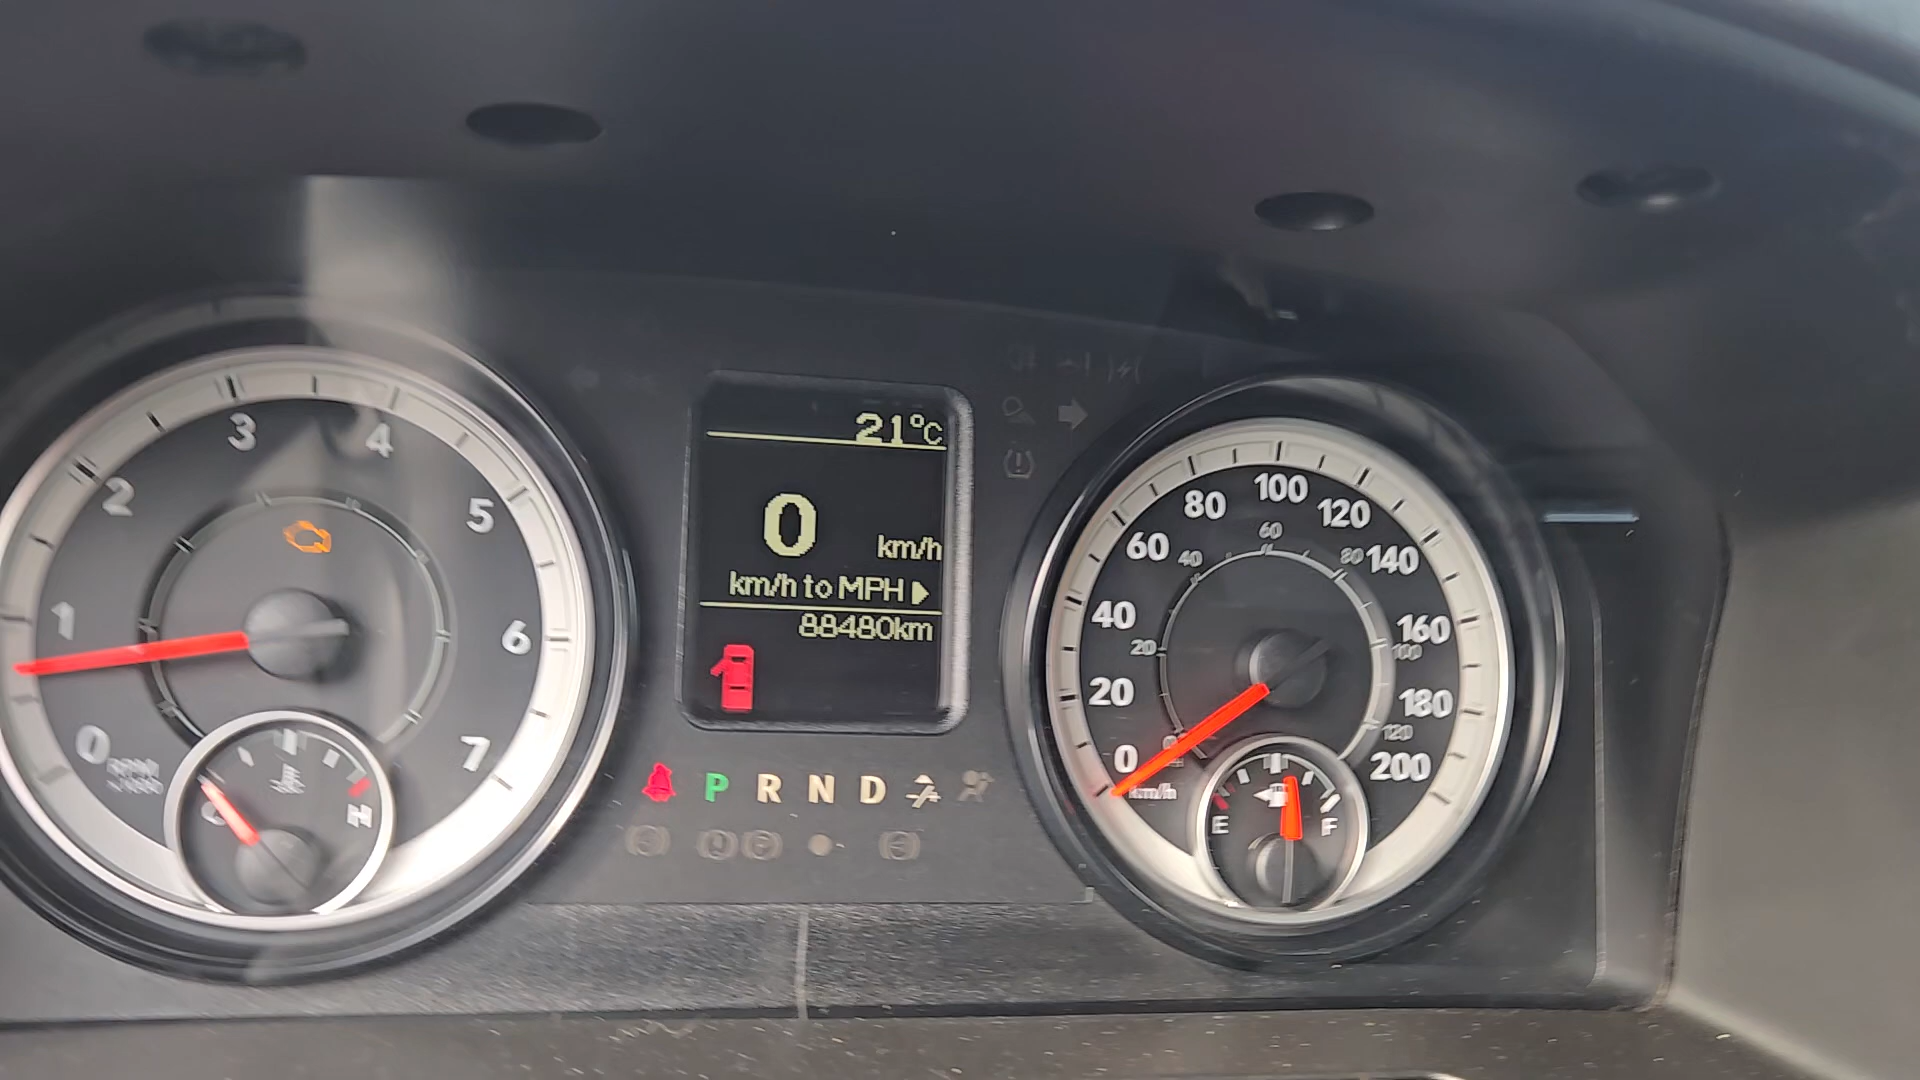 21°C
0 km/h
km/h to MPH
88480km
P R N D
0 1 2 3 4 5 6 7
C H
0 20 40 60 80 100 120 140 160 180 200
km/h
20 40 60 80 100 120
E F